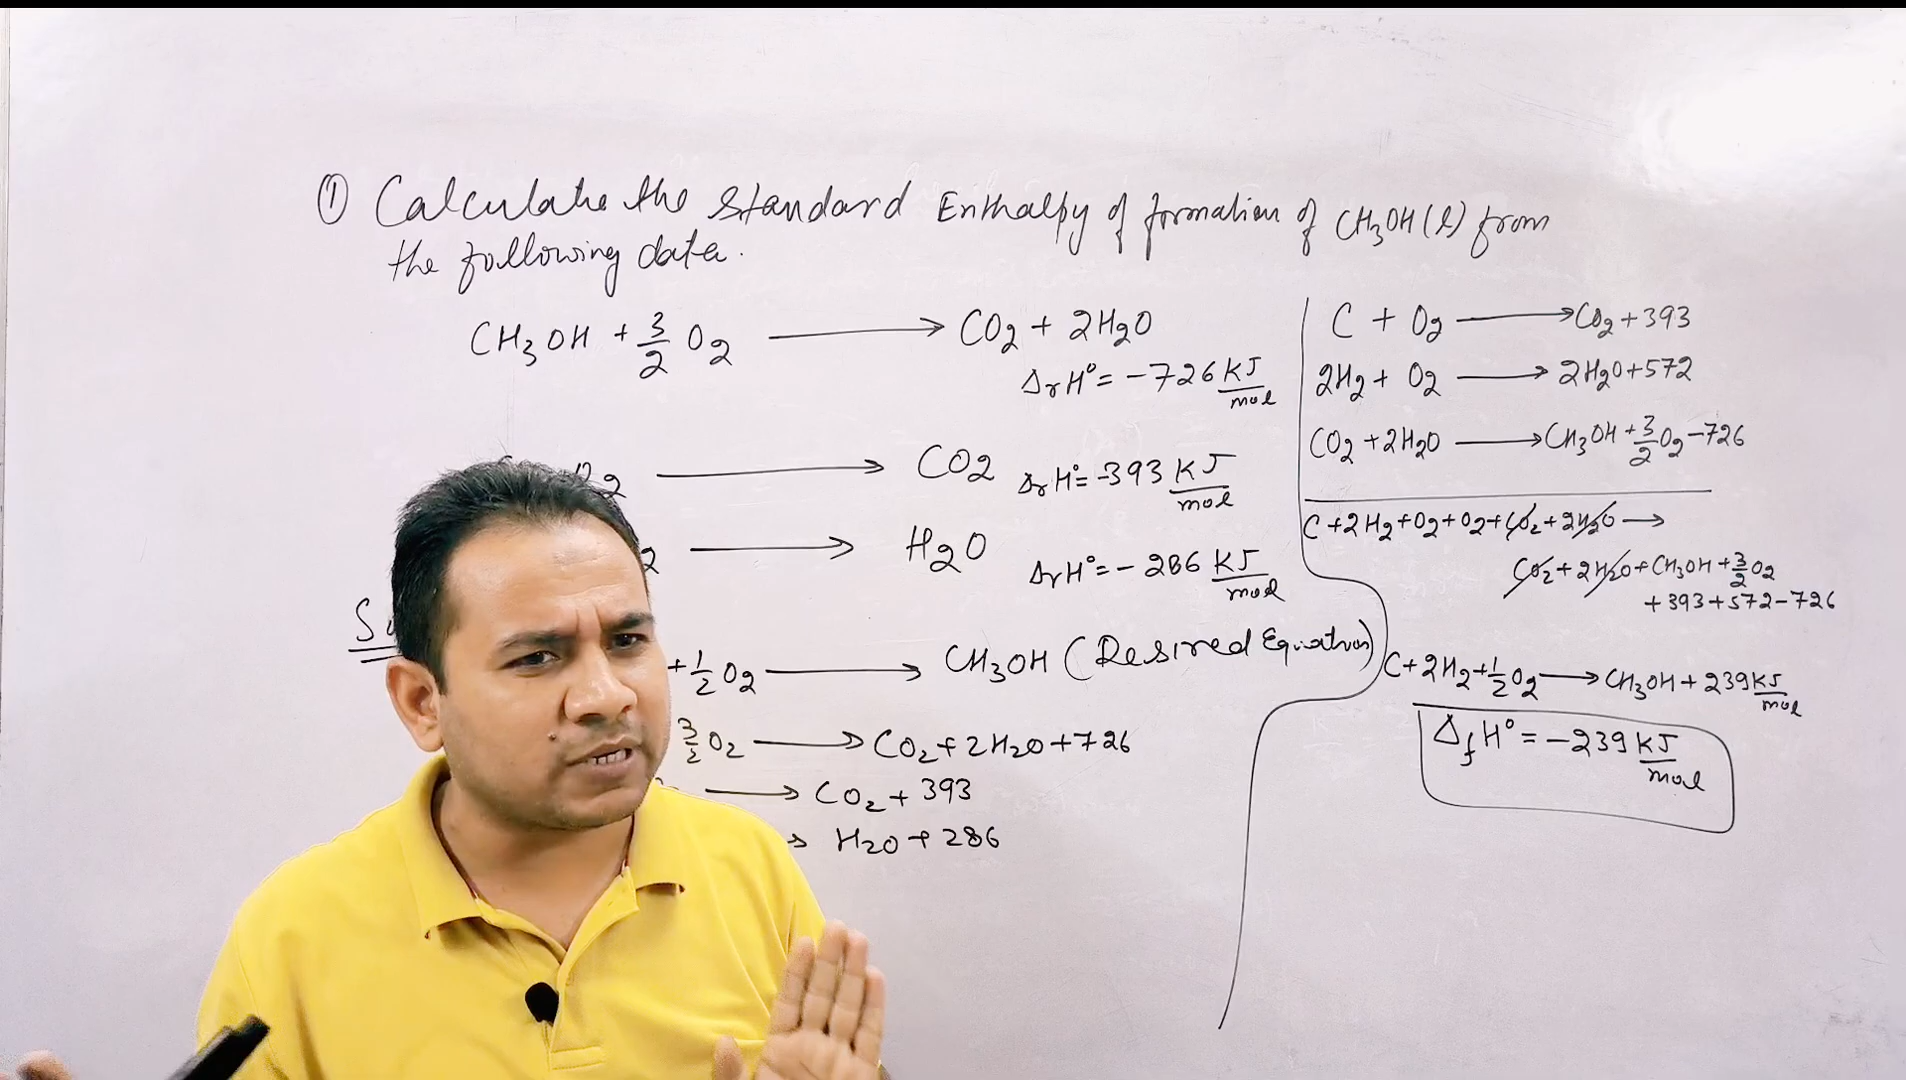 ① Calculate the standard Enthalpy of formation of CH₃OH(l) from
the following data.
CH₃OH + 3/2 O₂ ⟶ CO₂ + 2H₂O
ΔrH° = −726 KJ/mol
O₂ ⟶ CO₂ ΔrH° = −393 KJ/mol
⟶ H₂O ΔrH° = −286 KJ/mol
+ 1/2 O₂ ⟶ CH₃OH (Desired Equation)
3/2 O₂ ⟶ CO₂ + 2H₂O + 726
⟶ CO₂ + 393
→ H₂O + 286
C + O₂ ⟶ CO₂ + 393
2H₂ + O₂ ⟶ 2H₂O + 572
CO₂ + 2H₂O ⟶ CH₃OH + 3/2 O₂ − 726
C + 2H₂ + O₂ + O₂ + CO₂ + 2H₂O ⟶
CO₂ + 2H₂O + CH₃OH + 3/2 O₂
+ 393 + 572 − 726
C + 2H₂ + 1/2 O₂ ⟶ CH₃OH + 239 KJ/mol
ΔfH° = −239 KJ/mol